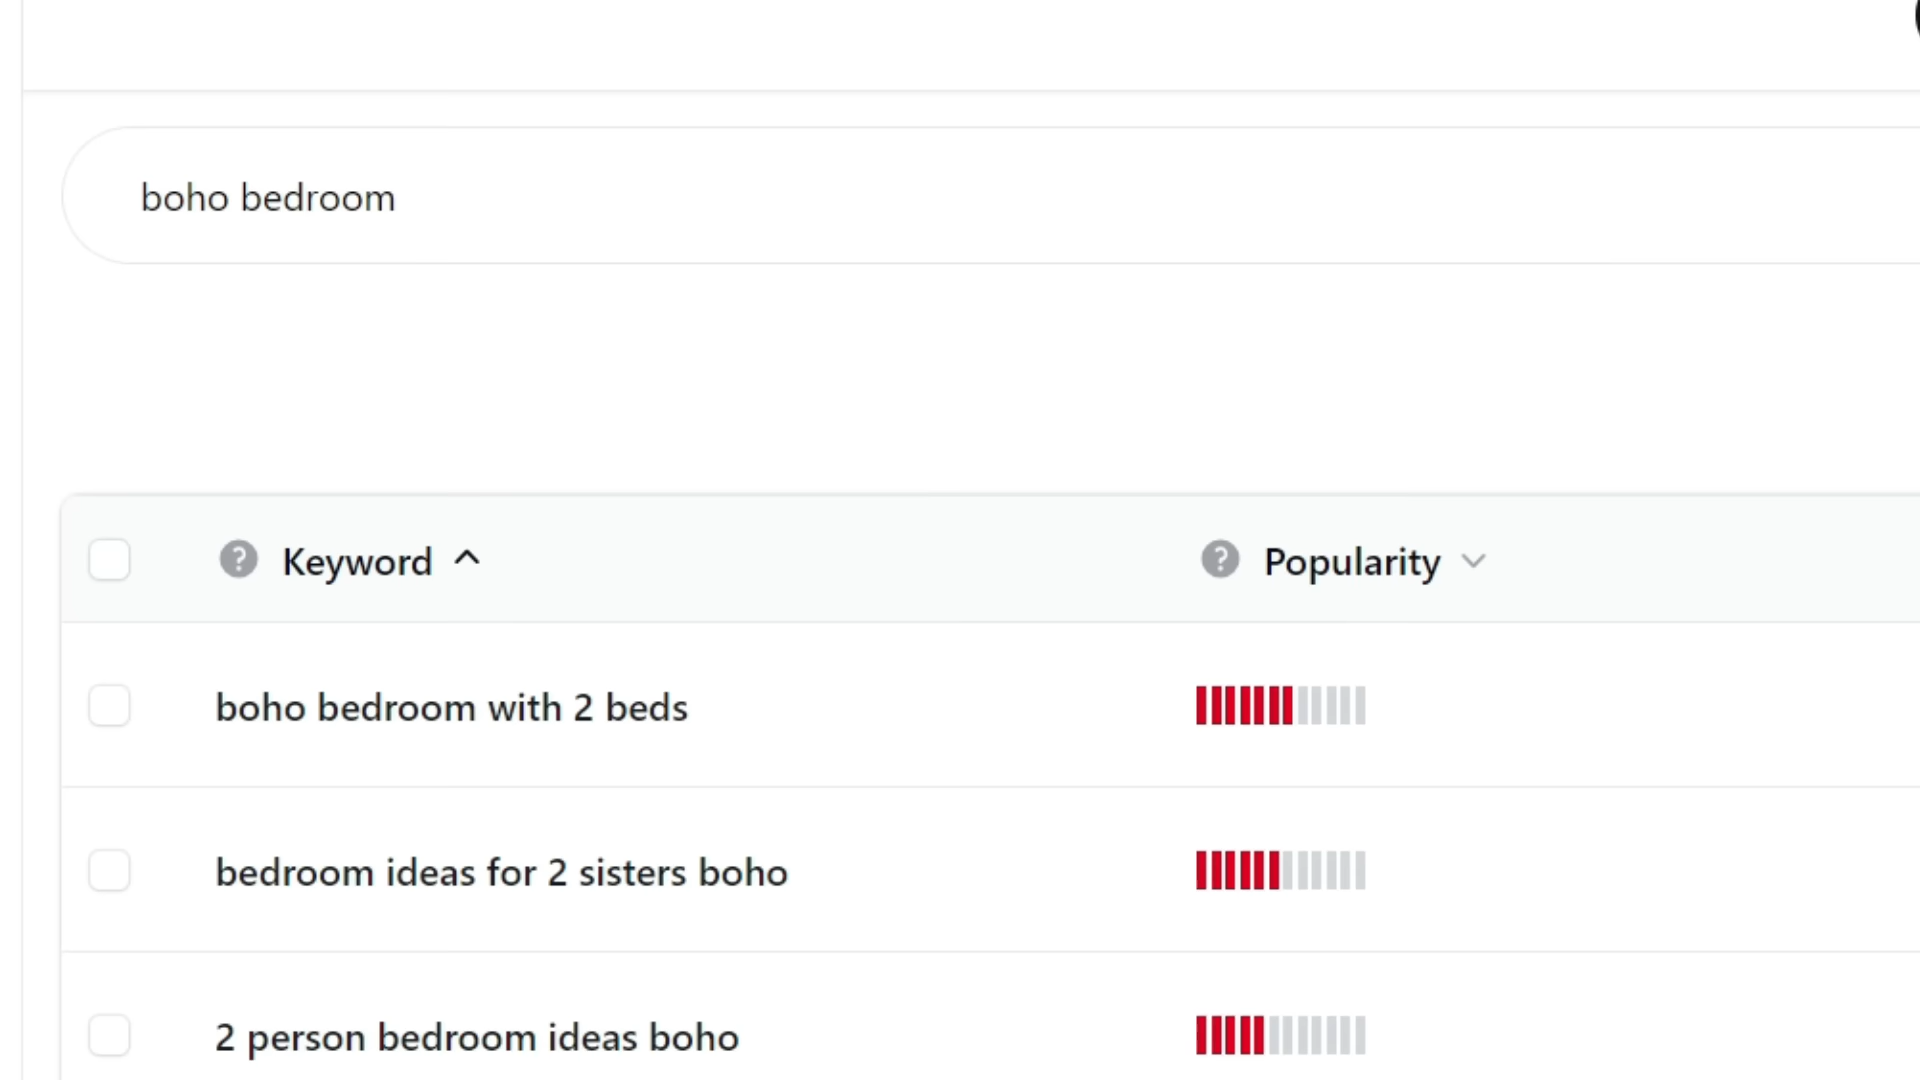 boho bedroom
? Keyword ? Popularity
boho bedroom with 2 beds
bedroom ideas for 2 sisters boho
2 person bedroom ideas boho